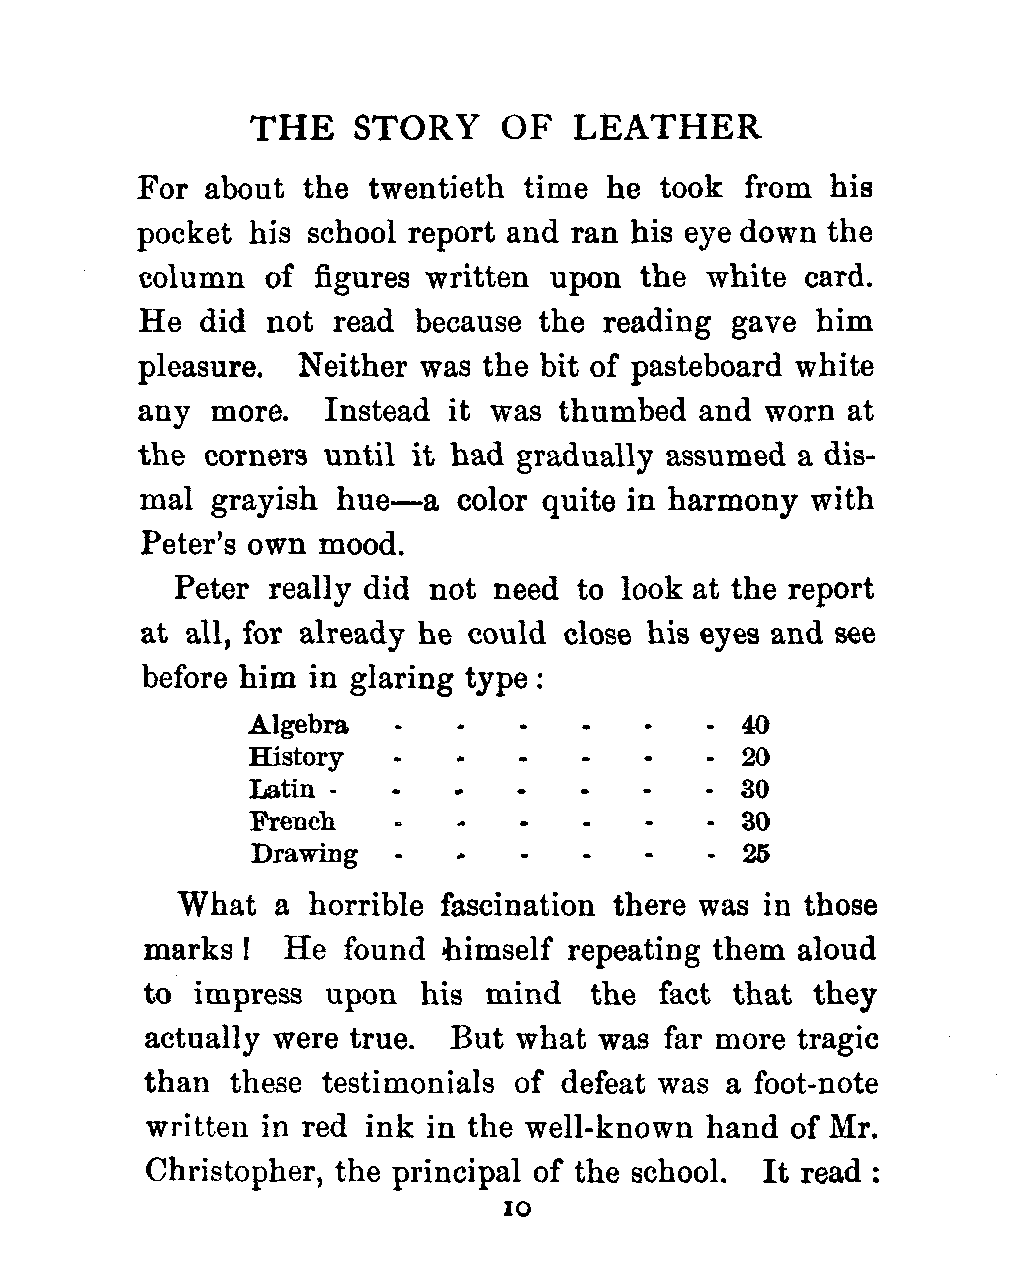 THE STORY OF LEATHER
For about the twentieth time he took from his
pocket his school report and ran his eye down the
column of figures written upon the white card.
He did not read because the reading gave him
pleasure. Neither was the bit of pasteboard white
any more. Instead it was thumbed and worn at
the corners until it had gradually assumed a dis-
mal grayish hue—a color quite in harmony with
Peter's own mood.
Peter really did not need to look at the report
at all, for already he could close his eyes and see
before him in glaring type:
Algebra - - - - - - 40
History - - - - - - 20
Latin - - - - - - - 30
French - - - - - - 30
Drawing - - - - - - 25
What a horrible fascination there was in those
marks! He found himself repeating them aloud
to impress upon his mind the fact that they
actually were true. But what was far more tragic
than these testimonials of defeat was a foot-note
written in red ink in the well-known hand of Mr.
Christopher, the principal of the school. It read:
10